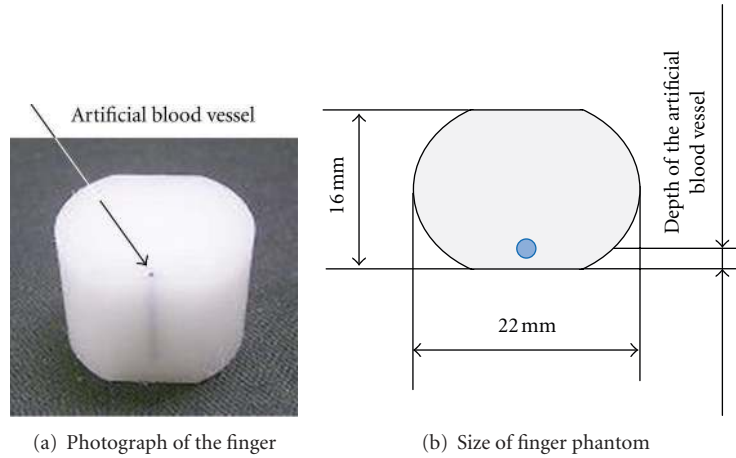 Artificial blood vessel
16 mm
22 mm
Depth of the artificial
blood vessel
(a) Photograph of the finger
(b) Size of finger phantom